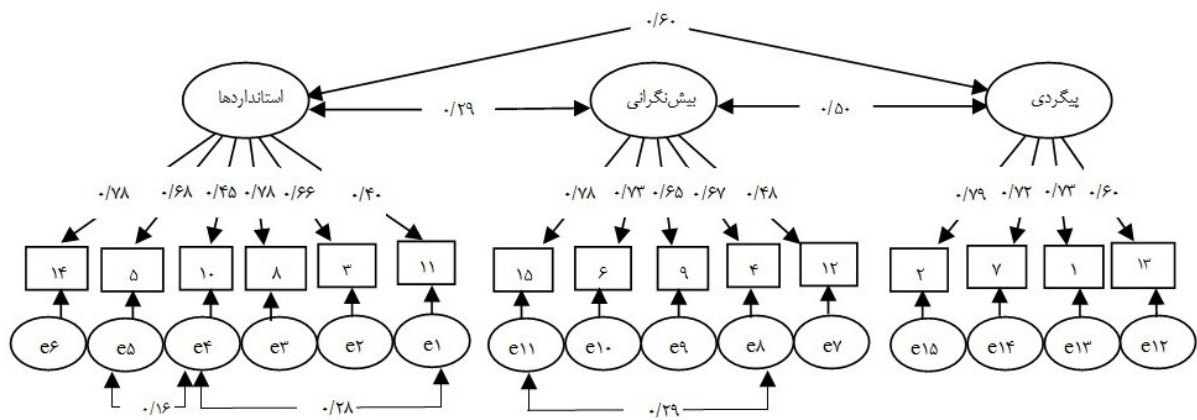 ۰/۶۰
استانداردها
بیش‌نگرانی
پیگردی
۰/۲۹
۰/۵۰
۰/۷۸ ۰/۶۸ ۰/۴۵ ۰/۷۸ ۰/۶۶ ۰/۴۰
۰/۷۸ ۰/۷۳ ۰/۶۵ ۰/۶۷ ۰/۴۸
۰/۷۹ ۰/۷۲ ۰/۷۳ ۰/۶۰
۱۴ ۵ ۱۰ ۸ ۳ ۱۱
۱۵ ۶ ۹ ۴ ۱۲
۲ ۷ ۱ ۱۳
e۶ e۵ e۴ e۳ e۲ e۱
e۱۱ e۱۰ e۹ e۸ e۷
e۱۵ e۱۴ e۱۳ e۱۲
۰/۱۶
۰/۲۸
۰/۲۹